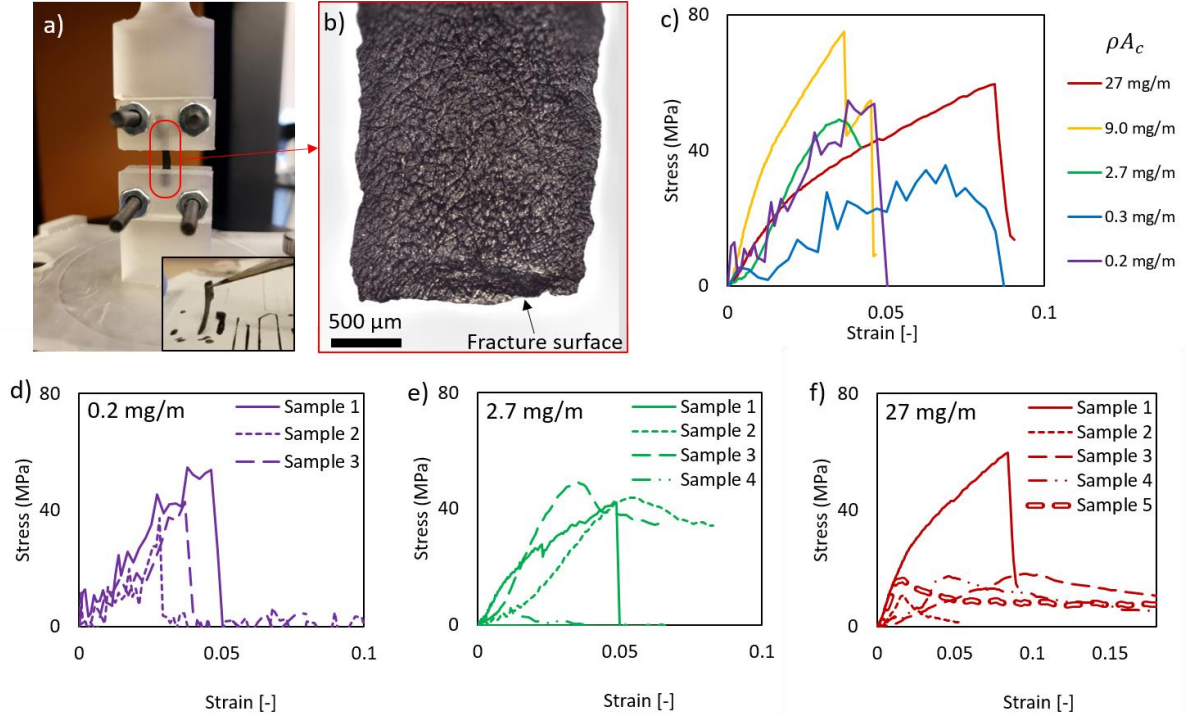 a)
b)
500 µm
Fracture surface
c)
80
40
0
Stress (MPa)
0
0.05
0.1
Strain [-]
ρA_c
27 mg/m
9.0 mg/m
2.7 mg/m
0.3 mg/m
0.2 mg/m
d)
80
40
0
Stress (MPa)
0.2 mg/m
Sample 1
Sample 2
Sample 3
0
0.05
0.1
Strain [-]
e)
80
40
0
Stress (MPa)
2.7 mg/m
Sample 1
Sample 2
Sample 3
Sample 4
0
0.05
0.1
Strain [-]
f)
80
40
0
Stress (MPa)
27 mg/m
Sample 1
Sample 2
Sample 3
Sample 4
Sample 5
0
0.05
0.1
0.15
Strain [-]